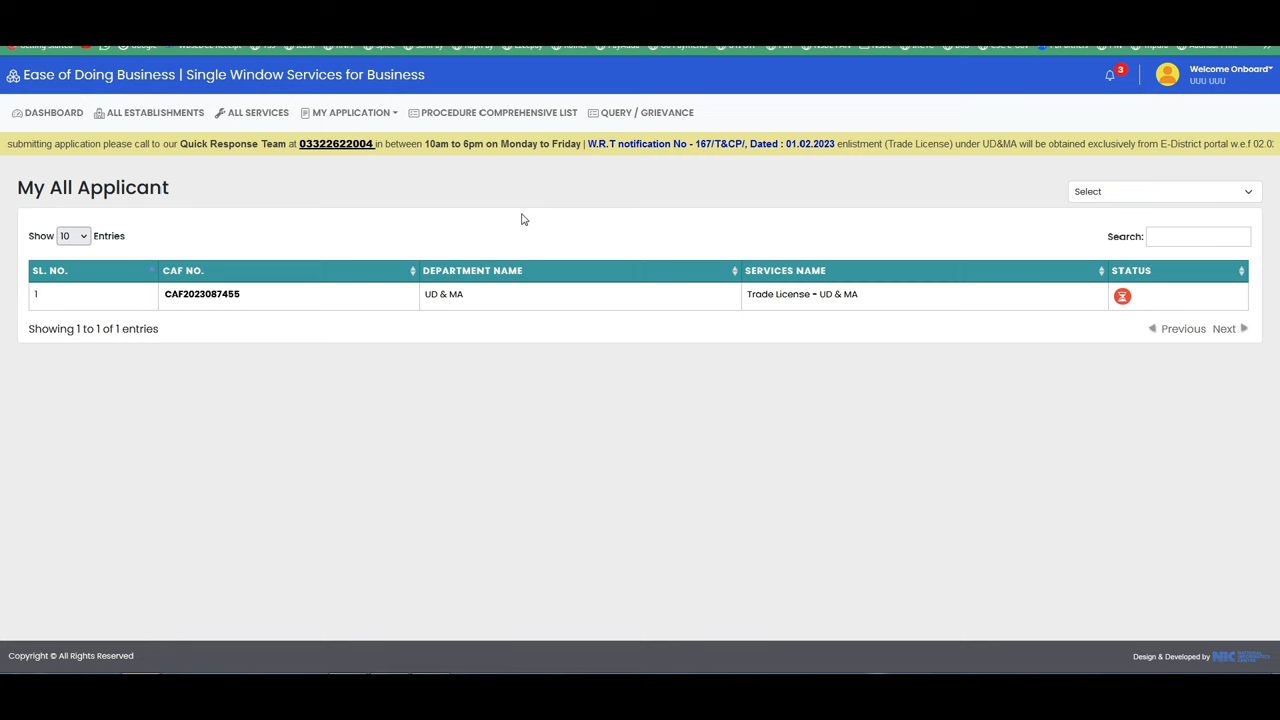 Ease of Doing Business | Single Window Services for Business
3
Welcome Onboard
UUU UUU
DASHBOARD ALL ESTABLISHMENTS ALL SERVICES MY APPLICATION PROCEDURE COMPREHENSIVE LIST QUERY / GRIEVANCE
submitting application please call to our Quick Response Team at 03322622004 in between 10am to 6pm on Monday to Friday | W.R.T notification No - 167/T&CP/, Dated : 01.02.2023 enlistment (Trade License) under UD&MA will be obtained exclusively from E-District portal w.e.f 02.0
My All Applicant
Select
Show 10 Entries
Search:
SL. NO. CAF NO. DEPARTMENT NAME SERVICES NAME STATUS
1 CAF2023087455 UD & MA Trade License - UD & MA
Showing 1 to 1 of 1 entries
Previous Next
Copyright © All Rights Reserved
Design & Developed by NIC